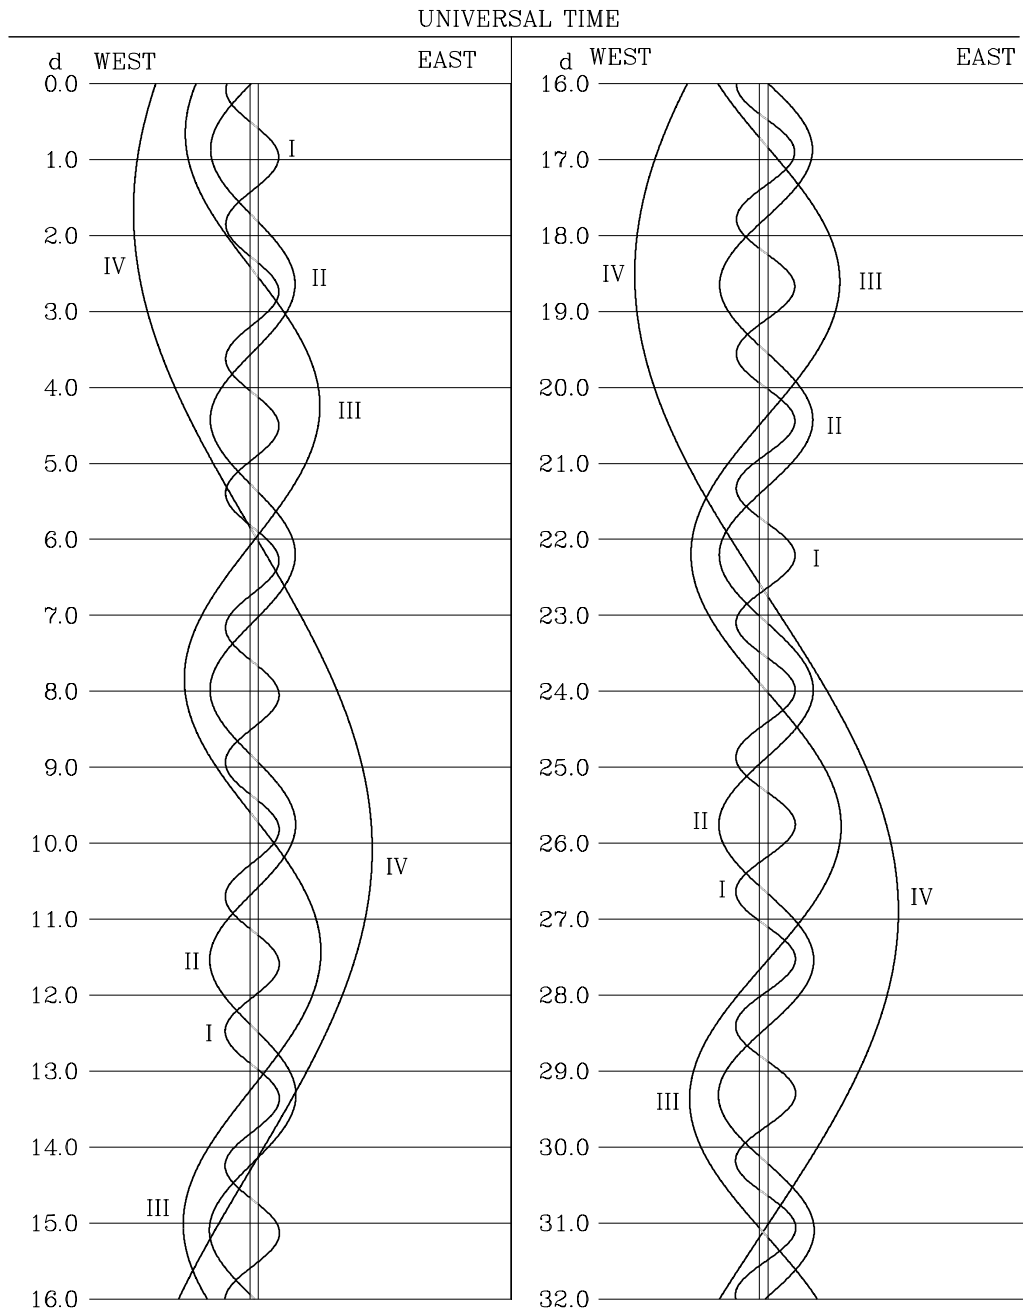 UNIVERSAL TIME
d WEST EAST
0.0
I
1.0
2.0
IV
II
3.0
4.0
III
5.0
6.0
7.0
8.0
9.0
10.0
IV
11.0
II
12.0
I
13.0
14.0
III
15.0
16.0
d WEST EAST
16.0
17.0
18.0
IV III
19.0
20.0
II
21.0
22.0
I
23.0
24.0
25.0
II
26.0
I
IV
27.0
28.0
29.0
III
30.0
31.0
32.0